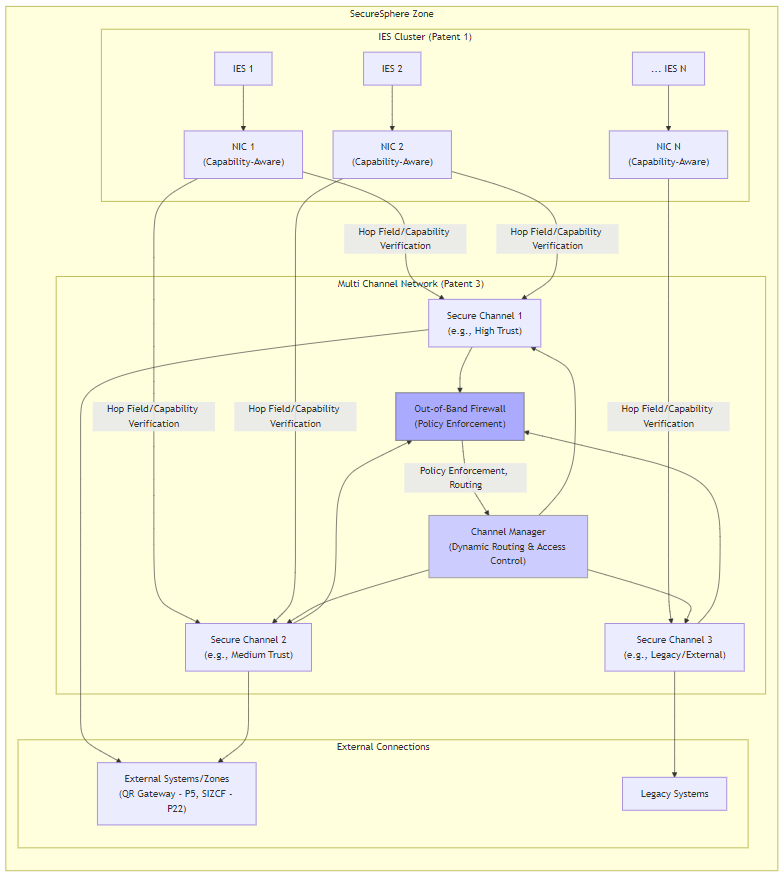 SecureSphere Zone
IES Cluster (Patent 1)
IES 1
IES 2
... IES N
NIC 1
(Capability-Aware)
NIC 2
(Capability-Aware)
NIC N
(Capability-Aware)
Hop Field/Capability
Verification
Hop Field/Capability
Verification
Multi Channel Network (Patent 3)
Secure Channel 1
(e.g., High Trust)
Hop Field/Capability
Verification
Hop Field/Capability
Verification
Out-of-Band Firewall
(Policy Enforcement)
Hop Field/Capability
Verification
Policy Enforcement,
Routing
Channel Manager
(Dynamic Routing & Access
Control)
Secure Channel 2
(e.g., Medium Trust)
Secure Channel 3
(e.g., Legacy/External)
External Connections
External Systems/Zones
(QR Gateway - P5, SIZCF -
P22)
Legacy Systems